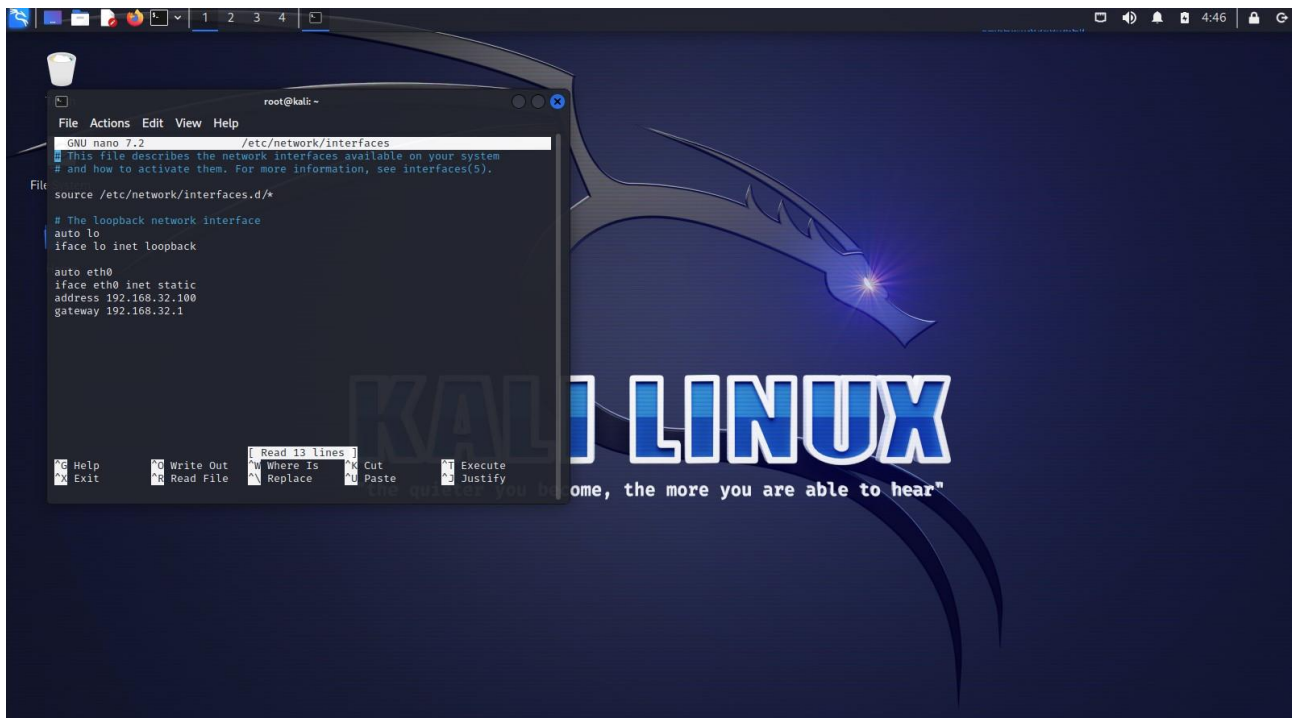 1 2 3 4
4:46
root@kali: ~
File Actions Edit View Help
GNU nano 7.2 /etc/network/interfaces
# This file describes the network interfaces available on your system
# and how to activate them. For more information, see interfaces(5).
File
source /etc/network/interfaces.d/*
# The loopback network interface
auto lo
iface lo inet loopback
auto eth0
iface eth0 inet static
address 192.168.32.100
gateway 192.168.32.1
KALI LINUX
[ Read 13 lines ]
^G Help ^O Write Out ^W Where Is ^K Cut ^T Execute
^X Exit ^R Read File ^\ Replace ^U Paste ^J Justify
the quieter you become, the more you are able to hear"